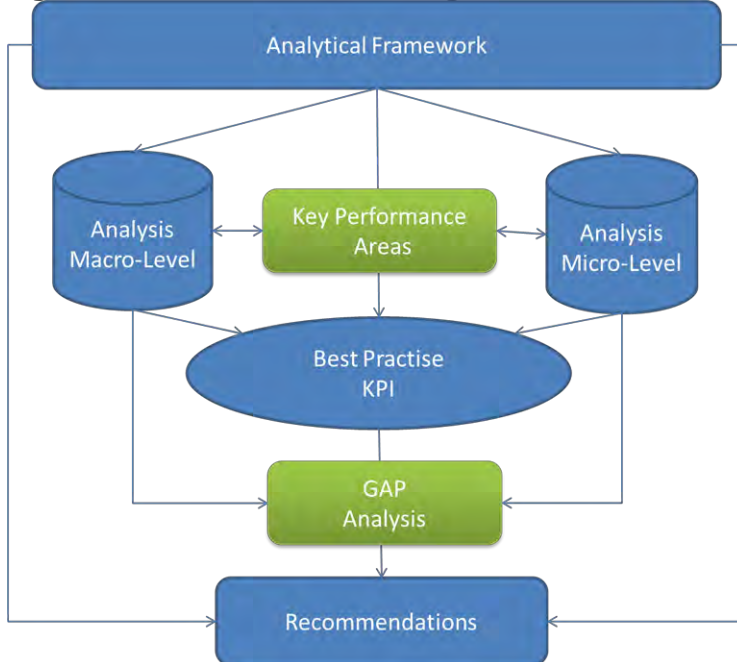 Analytical Framework
Analysis
Macro-Level
Key Performance
Areas
Analysis
Micro-Level
Best Practise
KPI
GAP
Analysis
Recommendations